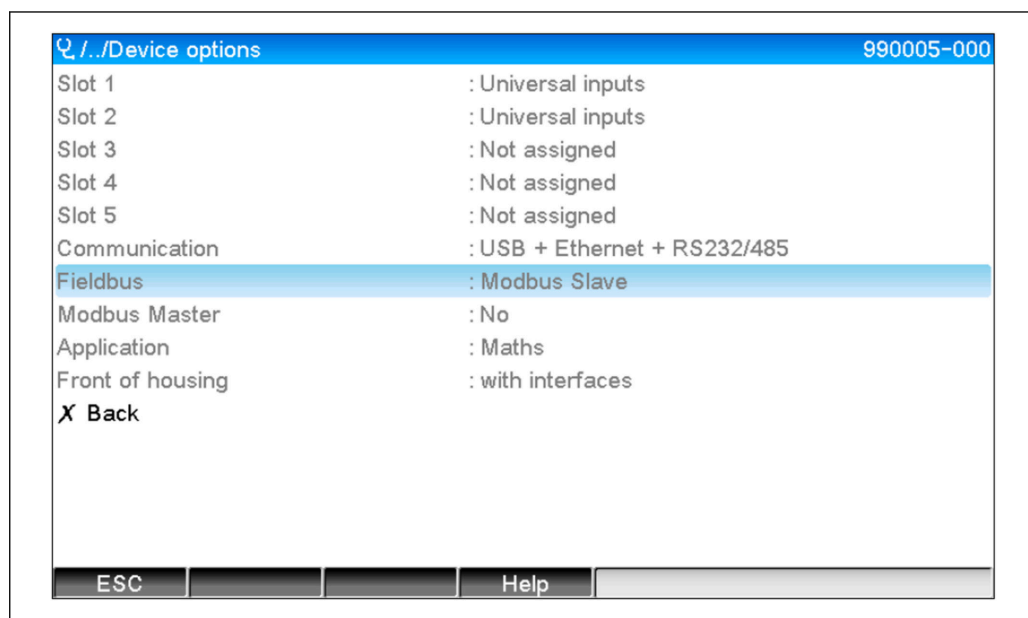 /../Device options 990005-000
Slot 1 : Universal inputs
Slot 2 : Universal inputs
Slot 3 : Not assigned
Slot 4 : Not assigned
Slot 5 : Not assigned
Communication : USB + Ethernet + RS232/485
Fieldbus : Modbus Slave
Modbus Master : No
Application : Maths
Front of housing : with interfaces
X Back
ESC Help